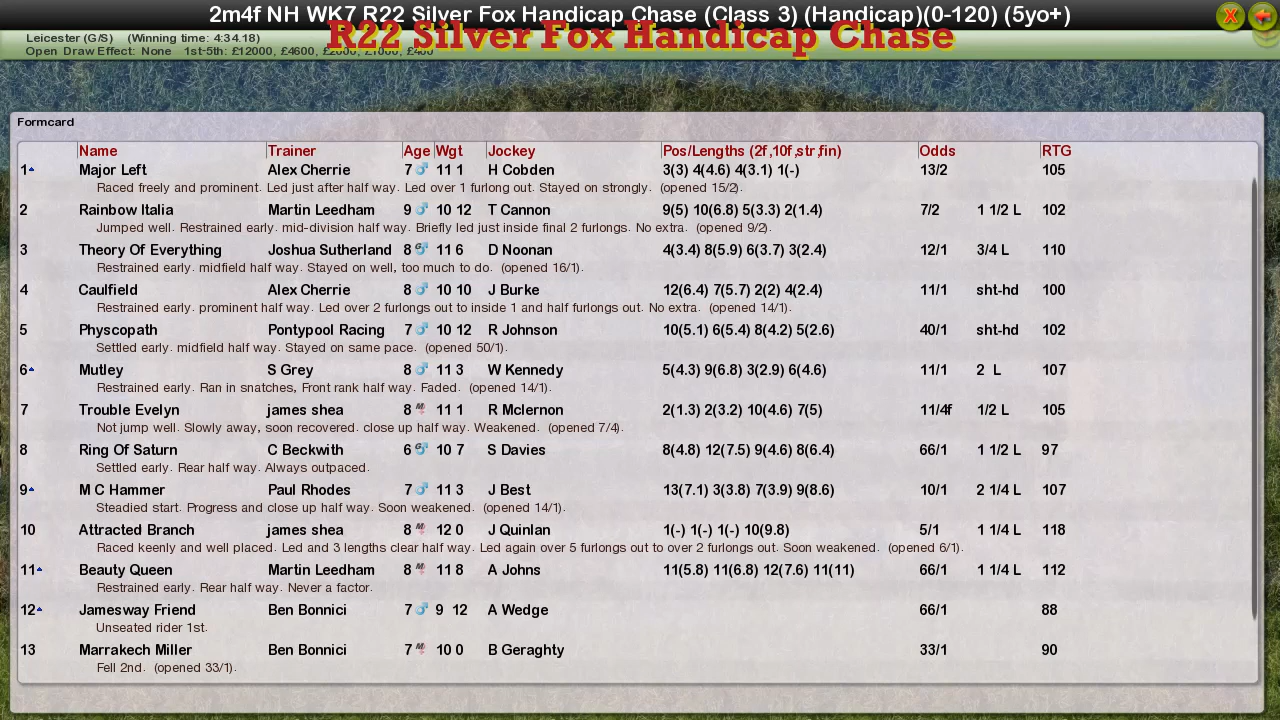 2m4f NH WK7 R22 Silver Fox Handicap Chase (Class 3) (Handicap)(0-120) (5yo+)
R22 Silver Fox Handicap Chase
Leicester (G/S) (Winning time: 4:34.18)
Open Draw Effect: None 1st-5th: £12000, £4600, £2000, £1000, £400
Formcard
Name Trainer Age Wgt Jockey Pos/Lengths (2f,10f,str,fin) Odds RTG
1 Major Left Alex Cherrie 7 11 1 H Cobden 3(3) 4(4.6) 4(3.1) 1(-) 13/2 105
Raced freely and prominent. Led just after half way. Led over 1 furlong out. Stayed on strongly. (opened 15/2).
2 Rainbow Italia Martin Leedham 9 10 12 T Cannon 9(5) 10(6.8) 5(3.3) 2(1.4) 7/2 1 1/2 L 102
Jumped well. Restrained early. mid-division half way. Briefly led just inside final 2 furlongs. No extra. (opened 9/2).
3 Theory Of Everything Joshua Sutherland 8 11 6 D Noonan 4(3.4) 8(5.9) 6(3.7) 3(2.4) 12/1 3/4 L 110
Restrained early. midfield half way. Stayed on well, too much to do. (opened 16/1).
4 Caulfield Alex Cherrie 8 10 10 J Burke 12(6.4) 7(5.7) 2(2) 4(2.4) 11/1 sht-hd 100
Restrained early. prominent half way. Led over 2 furlongs out to inside 1 and half furlongs out. No extra. (opened 14/1).
5 Physcopath Pontypool Racing 7 10 12 R Johnson 10(5.1) 6(5.4) 8(4.2) 5(2.6) 40/1 sht-hd 102
Settled early. midfield half way. Stayed on same pace. (opened 50/1).
6 Mutley S Grey 8 11 3 W Kennedy 5(4.3) 9(6.8) 3(2.9) 6(4.6) 11/1 2 L 107
Restrained early. Ran in snatches, Front rank half way. Faded. (opened 14/1).
7 Trouble Evelyn james shea 8 11 1 R Mclernon 2(1.3) 2(3.2) 10(4.6) 7(5) 11/4f 1/2 L 105
Not jump well. Slowly away, soon recovered. close up half way. Weakened. (opened 7/4).
8 Ring Of Saturn C Beckwith 6 10 7 S Davies 8(4.8) 12(7.5) 9(4.6) 8(6.4) 66/1 1 1/2 L 97
Settled early. Rear half way. Always outpaced.
9 M C Hammer Paul Rhodes 7 11 3 J Best 13(7.1) 3(3.8) 7(3.9) 9(8.6) 10/1 2 1/4 L 107
Steadied start. Progress and close up half way. Soon weakened. (opened 14/1).
10 Attracted Branch james shea 8 12 0 J Quinlan 1(-) 1(-) 1(-) 10(9.8) 5/1 1 1/4 L 118
Raced keenly and well placed. Led and 3 lengths clear half way. Led again over 5 furlongs out to over 2 furlongs out. Soon weakened. (opened 6/1).
11 Beauty Queen Martin Leedham 8 11 8 A Johns 11(5.8) 11(6.8) 12(7.6) 11(11) 66/1 1 1/4 L 112
Restrained early. Rear half way. Never a factor.
12 Jamesway Friend Ben Bonnici 7 9 12 A Wedge 66/1 88
Unseated rider 1st.
13 Marrakech Miller Ben Bonnici 7 10 0 B Geraghty 33/1 90
Fell 2nd. (opened 33/1).